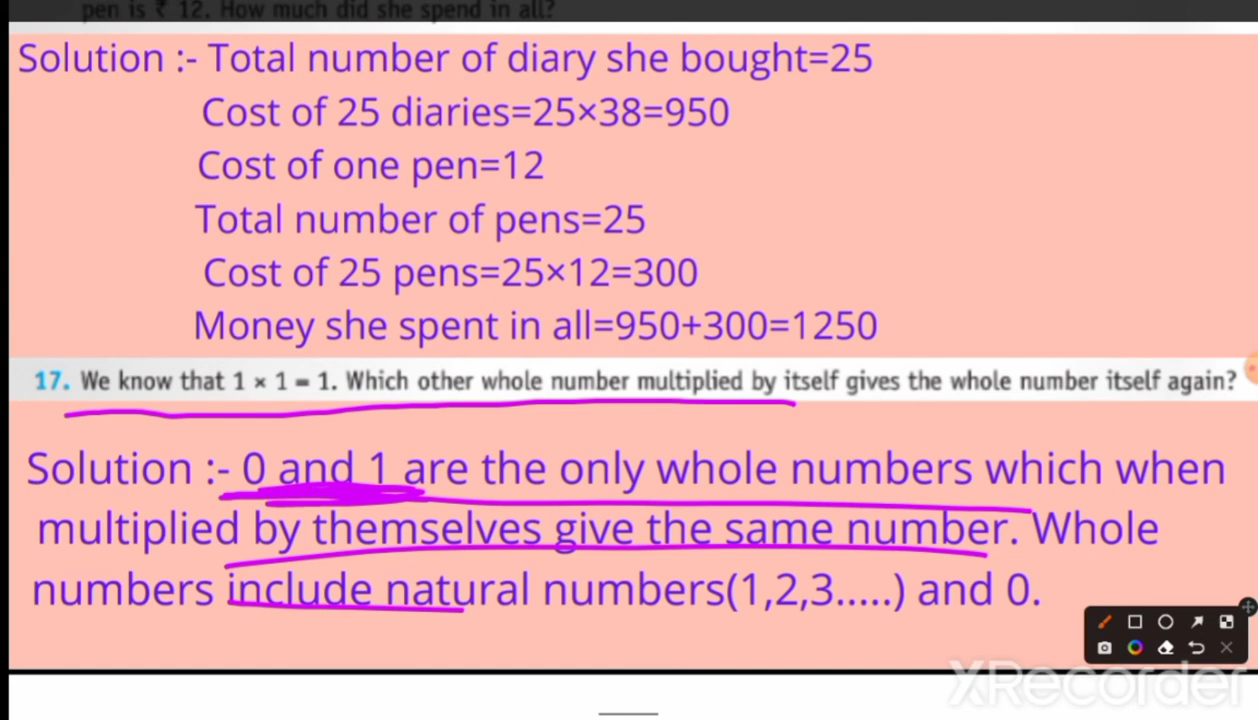 pen is ₹ 12. How much did she spend in all?
Solution :- Total number of diary she bought=25
Cost of 25 diaries=25×38=950
Cost of one pen=12
Total number of pens=25
Cost of 25 pens=25×12=300
Money she spent in all=950+300=1250
17. We know that 1 × 1 = 1. Which other whole number multiplied by itself gives the whole number itself again?
Solution :- 0 and 1 are the only whole numbers which when
multiplied by themselves give the same number. Whole
numbers include natural numbers(1,2,3.....) and 0.
XRecorder